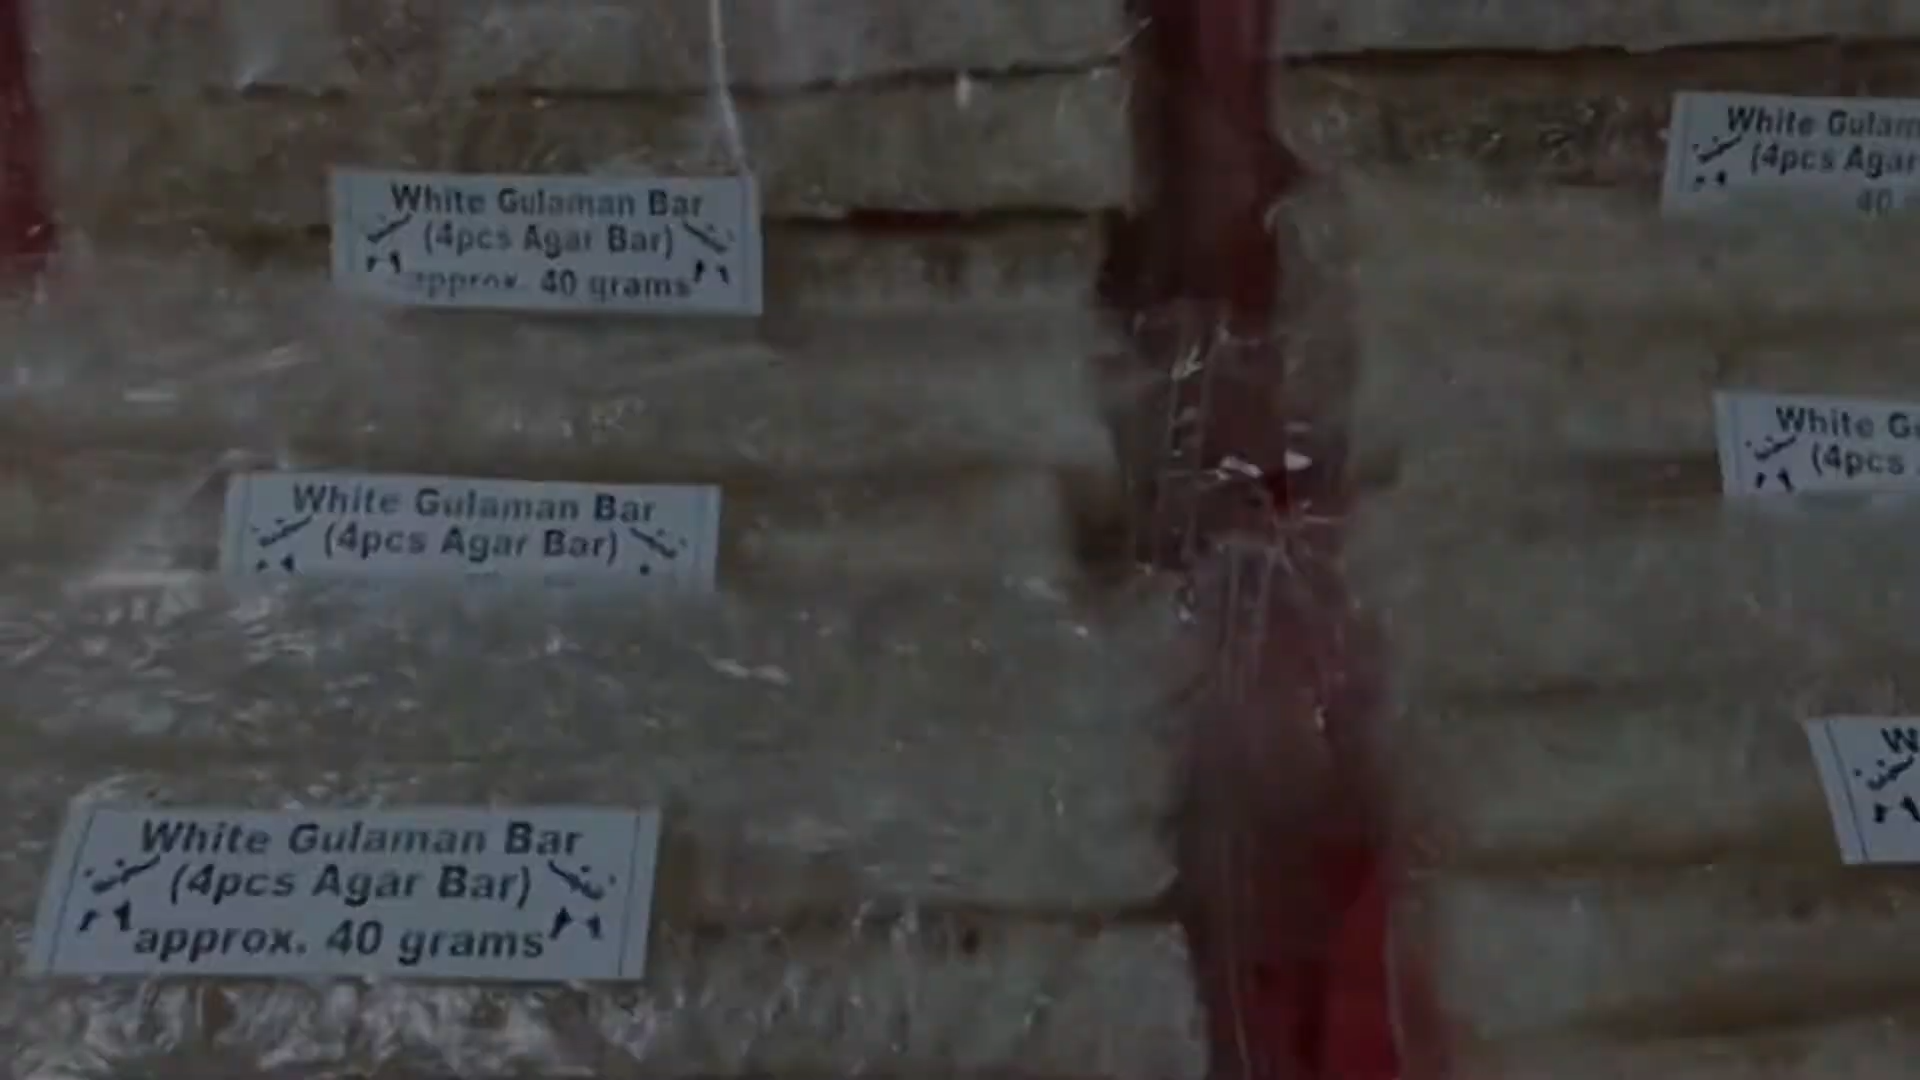 White Gulaman Bar
(4pcs Agar Bar)
approx. 40 grams
White Gulaman Bar
(4pcs Agar Bar)
White Gulaman Bar
(4pcs Agar Bar)
approx. 40 grams
White Gulam
(4pcs Agar
40
White Gu
(4pcs
W